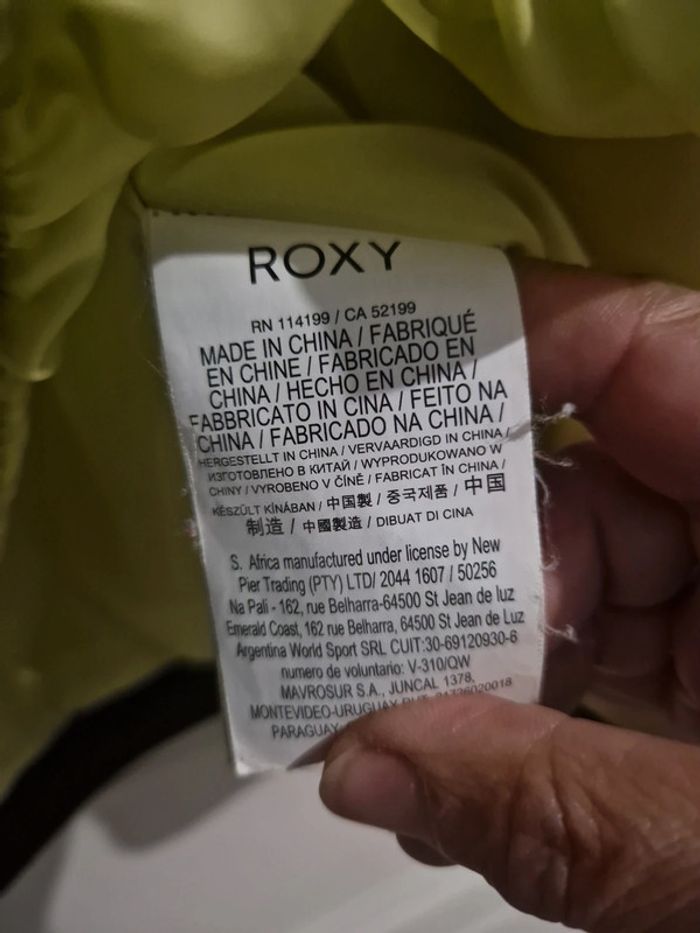 ROXY
RN 114199 / CA 52199
MADE IN CHINA / FABRIQUÉ
EN CHINE / FABRICADO EN
CHINA / HECHO EN CHINA /
FABBRICATO IN CINA / FEITO NA
CHINA / FABRICADO NA CHINA /
HERGESTELLT IN CHINA / VERVAARDIGD IN CHINA /
ИЗГОТОВЛЕНО В КИТАЙ / WYPRODUKOWANO W
CHINY / VYROBENO V ČÍNĚ / FABRICAT ÎN CHINA /
KÉSZÜLT KÍNÁBAN / 中国製 / 중국제품 / 中国
制造 / 中國製造 / DIBUAT DI CINA
S. Africa manufactured under license by New
Pier Trading (PTY) LTD/ 2044 1607 / 50256
Na Pali - 162, rue Belharra-64500 St Jean de luz
Emerald Coast, 162 rue Belharra, 64500 St Jean de Luz
Argentina World Sport SRL CUIT:30-69120930-6
numero de voluntario: V-310/QW
MAVROSUR S.A., JUNCAL 1378,
MONTEVIDEO-URUGUAY
PARAGUAY